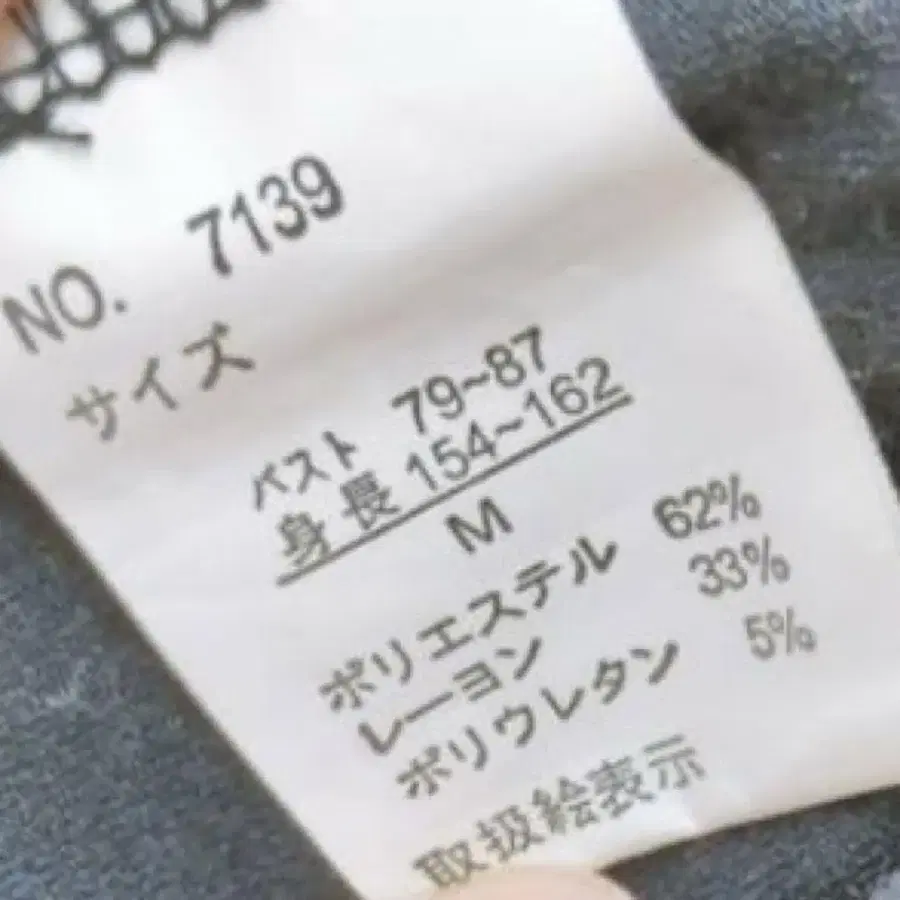 NO. 7139
サイズ
バスト 79~87
身長 154~162
M
ポリエステル 62%
レーヨン 33%
ポリウレタン 5%
取扱絵表示